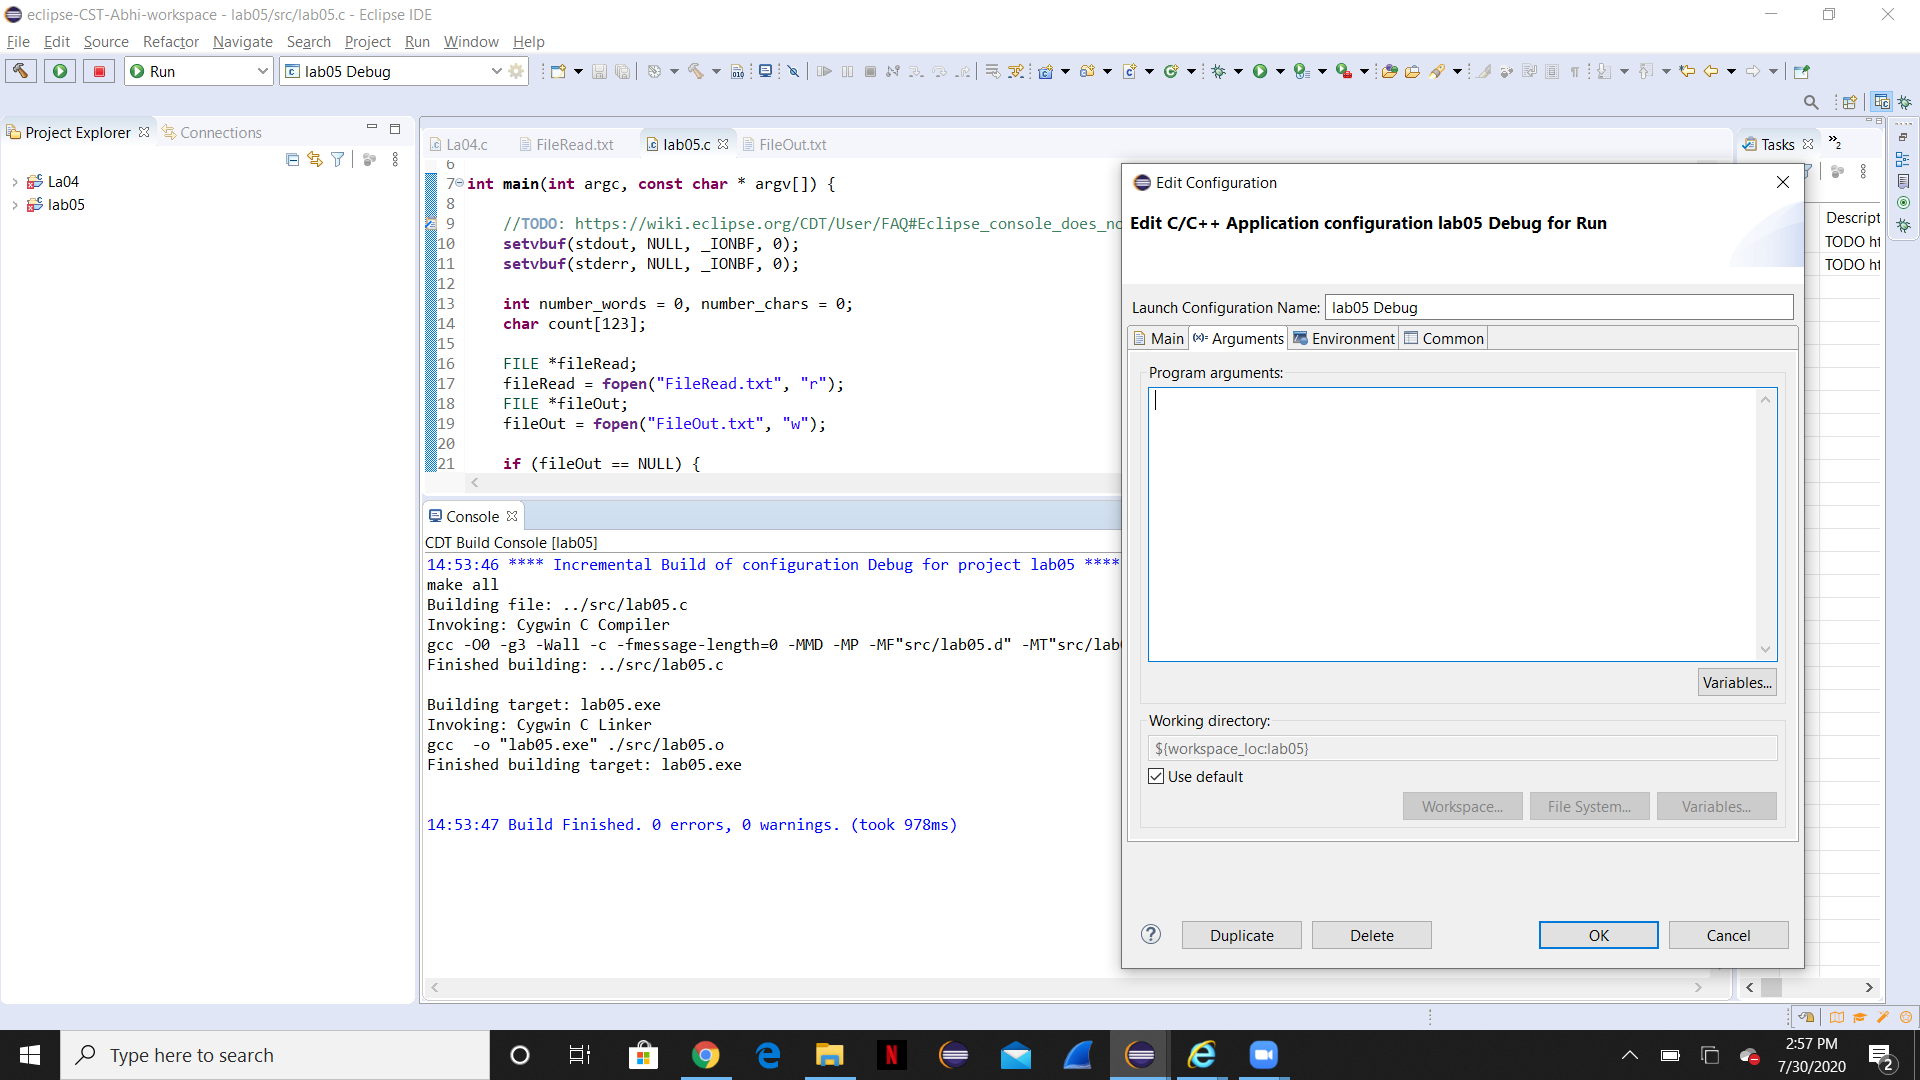 eclipse-CST-Abhi-workspace - lab05/src/lab05.c - Eclipse IDE
File Edit Source Refactor Navigate Search Project Run Window Help
Run
lab05 Debug
Project Explorer
Connections
La04
lab05
La04.c
FileRead.txt
lab05.c
FileOut.txt
6
7 int main(int argc, const char * argv[]) {
8
9 //TODO: https://wiki.eclipse.org/CDT/User/FAQ#Eclipse_console_does_no
10 setvbuf(stdout, NULL, _IONBF, 0);
11 setvbuf(stderr, NULL, _IONBF, 0);
12
13 int number_words = 0, number_chars = 0;
14 char count[123];
15
16 FILE *fileRead;
17 fileRead = fopen("FileRead.txt", "r");
18 FILE *fileOut;
19 fileOut = fopen("FileOut.txt", "w");
20
21 if (fileOut == NULL) {
Console
CDT Build Console [lab05]
14:53:46 **** Incremental Build of configuration Debug for project lab05 ****
make all
Building file: ../src/lab05.c
Invoking: Cygwin C Compiler
gcc -O0 -g3 -Wall -c -fmessage-length=0 -MMD -MP -MF"src/lab05.d" -MT"src/lab
Finished building: ../src/lab05.c
Building target: lab05.exe
Invoking: Cygwin C Linker
gcc  -o "lab05.exe" ./src/lab05.o
Finished building target: lab05.exe
14:53:47 Build Finished. 0 errors, 0 warnings. (took 978ms)
Tasks
2
Descript
TODO ht
TODO ht
Edit Configuration
Edit C/C++ Application configuration lab05 Debug for Run
Launch Configuration Name: lab05 Debug
Main
(x)= Arguments
Environment
Common
Program arguments:
Variables...
Working directory:
${workspace_loc:lab05}
Use default
Workspace... File System... Variables...
Duplicate Delete OK Cancel
Type here to search
2:57 PM
7/30/2020
2